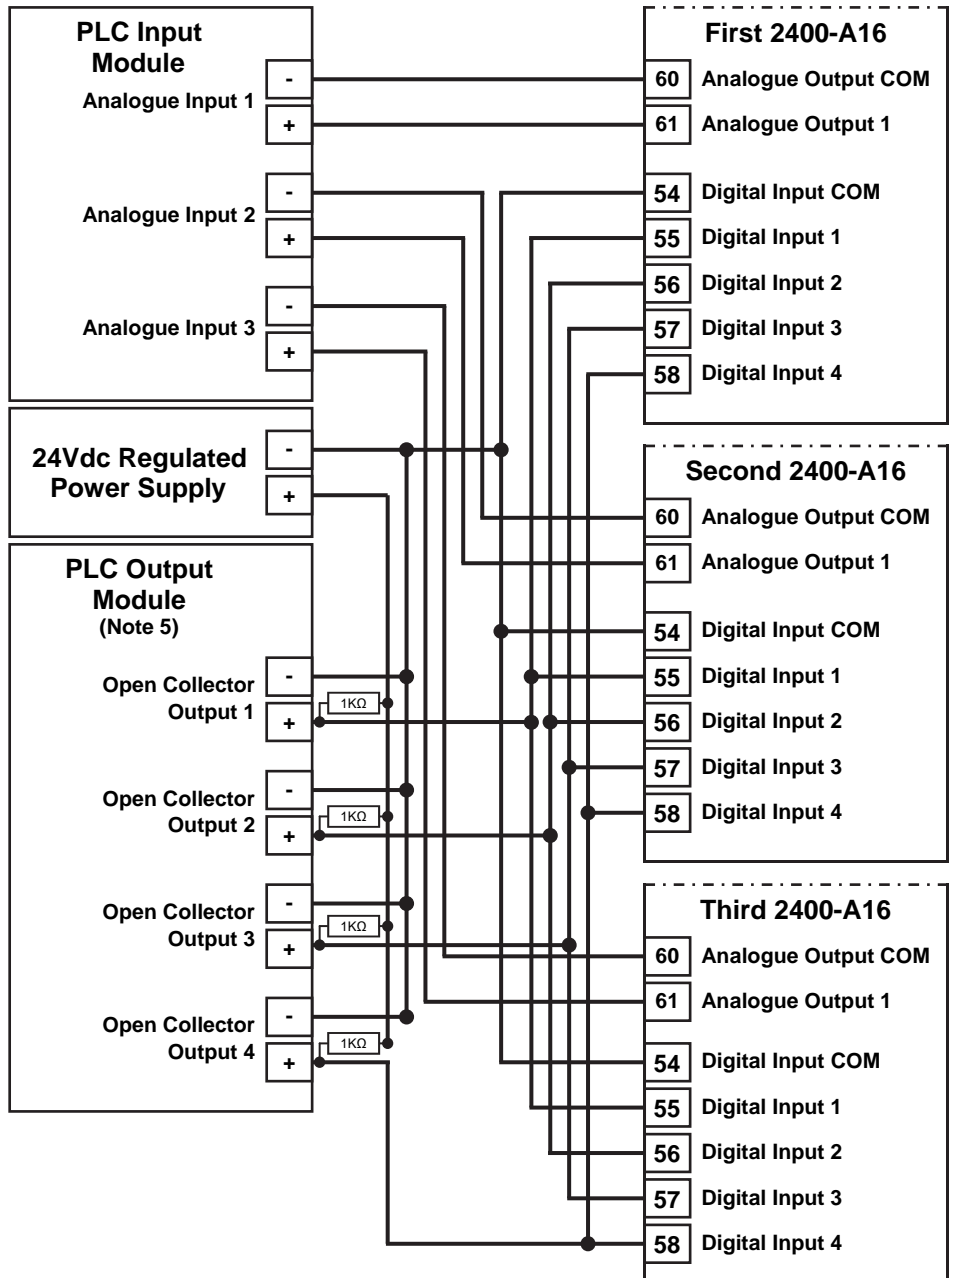 PLC Input
Module
Analogue Input 1
-
+
Analogue Input 2
-
+
Analogue Input 3
-
+
24Vdc Regulated
Power Supply
-
+
PLC Output
Module
(Note 5)
Open Collector
Output 1
-
+
1KΩ
Open Collector
Output 2
-
+
1KΩ
Open Collector
Output 3
-
+
1KΩ
Open Collector
Output 4
-
+
1KΩ
First 2400-A16
60 Analogue Output COM
61 Analogue Output 1
54 Digital Input COM
55 Digital Input 1
56 Digital Input 2
57 Digital Input 3
58 Digital Input 4
Second 2400-A16
60 Analogue Output COM
61 Analogue Output 1
54 Digital Input COM
55 Digital Input 1
56 Digital Input 2
57 Digital Input 3
58 Digital Input 4
Third 2400-A16
60 Analogue Output COM
61 Analogue Output 1
54 Digital Input COM
55 Digital Input 1
56 Digital Input 2
57 Digital Input 3
58 Digital Input 4